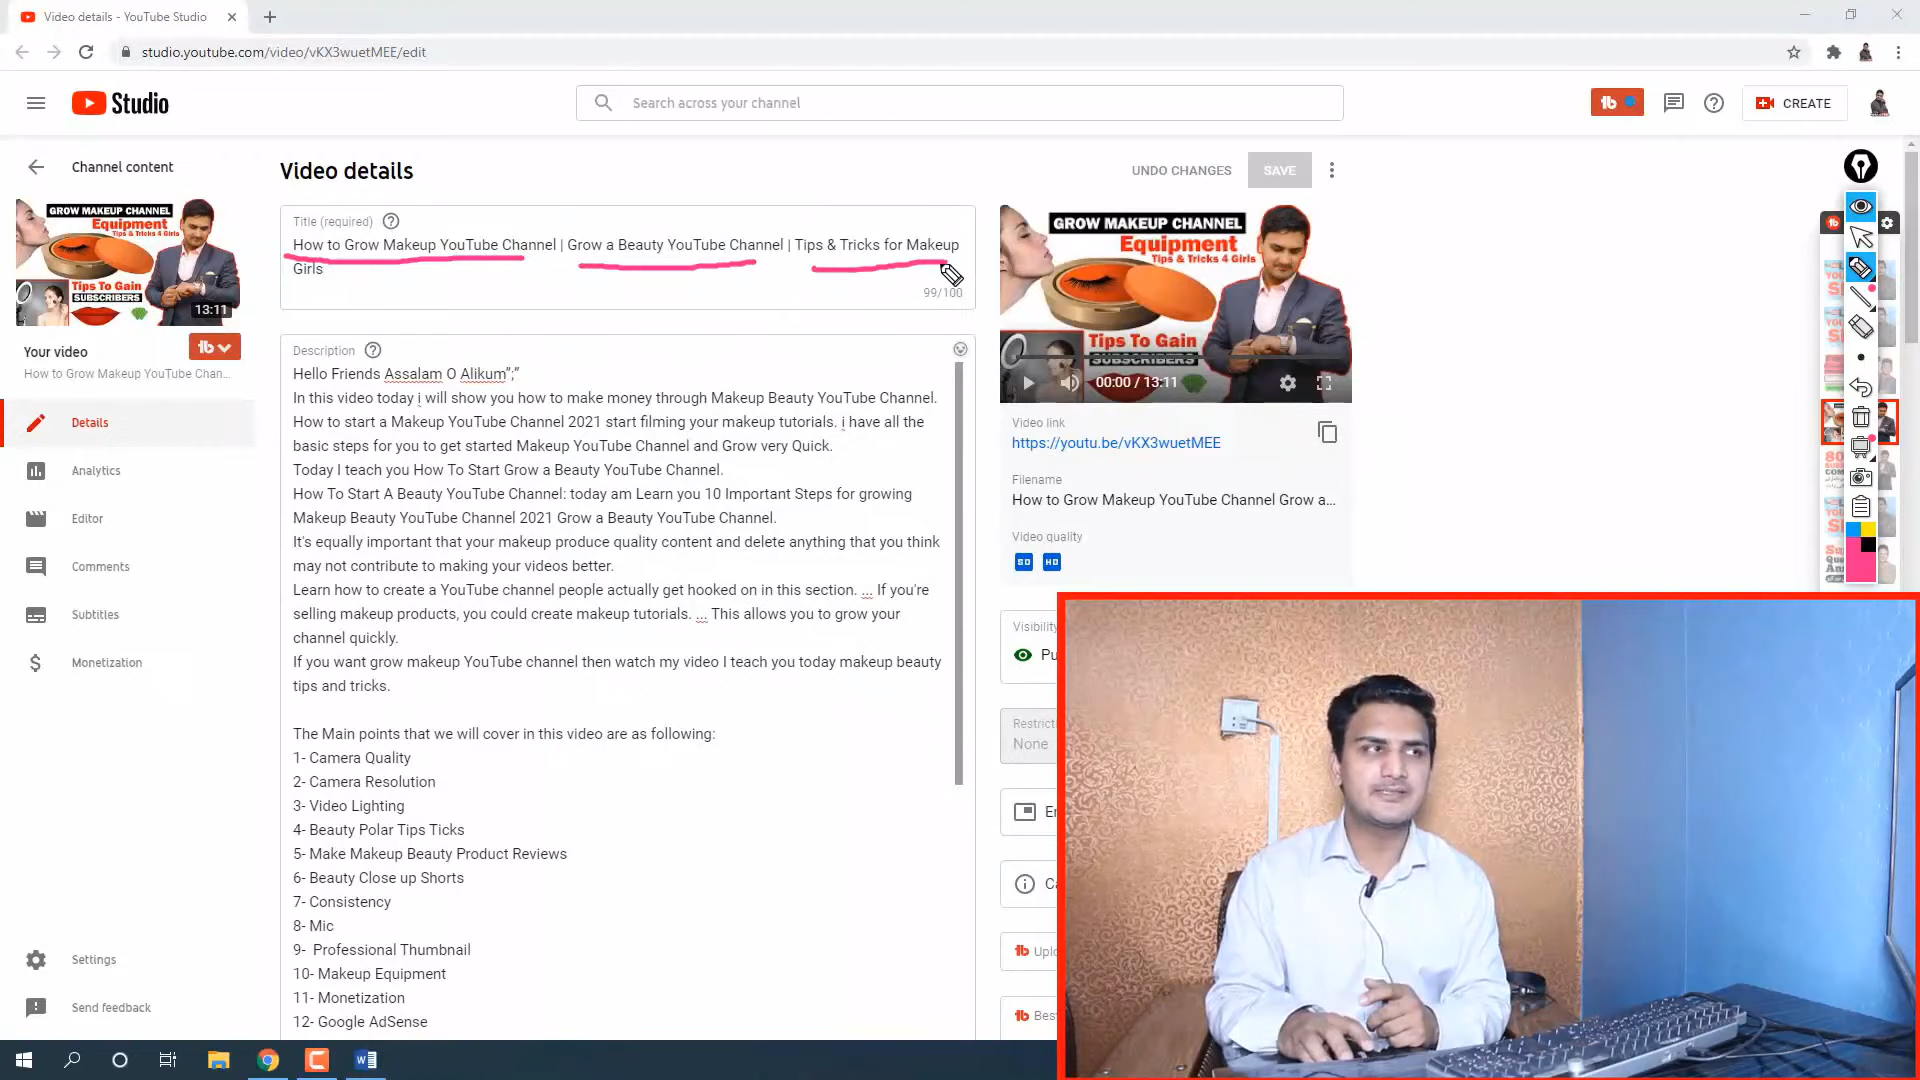 Video details - YouTube Studio
studio.youtube.com/video/vKX3wuetMEE/edit
Studio
Search across your channel
CREATE
Channel content
GROW MAKEUP CHANNEL
Equipment
Tips & Tricks 4 Girls
Tips To Gain
SUBSCRIBERS
13:11
Your video
How to Grow Makeup YouTube Chan...
Details
Analytics
Editor
Comments
Subtitles
Monetization
Settings
Send feedback
Video details
UNDO CHANGES
SAVE
Title (required)
How to Grow Makeup YouTube Channel | Grow a Beauty YouTube Channel | Tips & Tricks for Makeup
Girls
99/100
Description
Hello Friends Assalam O Alikum";"
In this video today i will show you how to make money through Makeup Beauty YouTube Channel.
How to start a Makeup YouTube Channel 2021 start filming your makeup tutorials. i have all the
basic steps for you to get started Makeup YouTube Channel and Grow very Quick.
Today I teach you How To Start Grow a Beauty YouTube Channel.
How To Start A Beauty YouTube Channel: today am Learn you 10 Important Steps for growing
Makeup Beauty YouTube Channel 2021 Grow a Beauty YouTube Channel.
It's equally important that your makeup produce quality content and delete anything that you think
may not contribute to making your videos better.
Learn how to create a YouTube channel people actually get hooked on in this section. ... If you're
selling makeup products, you could create makeup tutorials. ... This allows you to grow your
channel quickly.
If you want grow makeup YouTube channel then watch my video I teach you today makeup beauty
tips and tricks.
The Main points that we will cover in this video are as following:
1- Camera Quality
2- Camera Resolution
3- Video Lighting
4- Beauty Polar Tips Ticks
5- Make Makeup Beauty Product Reviews
6- Beauty Close up Shorts
7- Consistency
8- Mic
9- Professional Thumbnail
10- Makeup Equipment
11- Monetization
12- Google AdSense
GROW MAKEUP CHANNEL
Equipment
Tips & Tricks 4 Girls
Tips To Gain
SUBSCRIBERS
00:00 / 13:11
Video link
https://youtu.be/vKX3wuetMEE
Filename
How to Grow Makeup YouTube Channel Grow a...
Video quality
SD HD
Visibility
Pu
Restric
None
Uplo
Bes